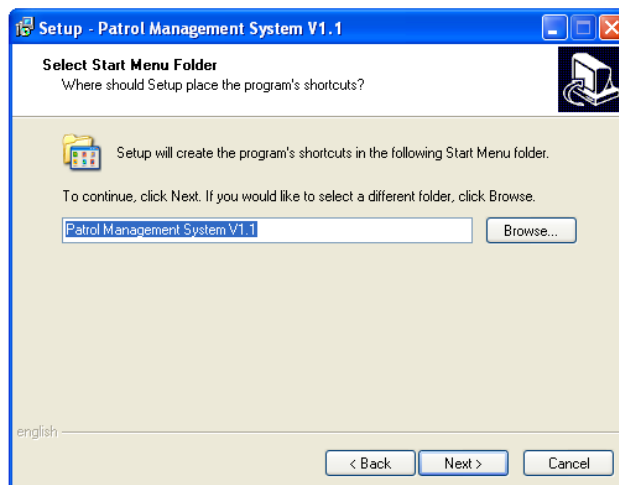 Setup - Patrol Management System V1.1
Select Start Menu Folder
Where should Setup place the program's shortcuts?
Setup will create the program's shortcuts in the following Start Menu folder.
To continue, click Next. If you would like to select a different folder, click Browse.
Patrol Management System V1.1
Browse...
english
< Back
Next >
Cancel